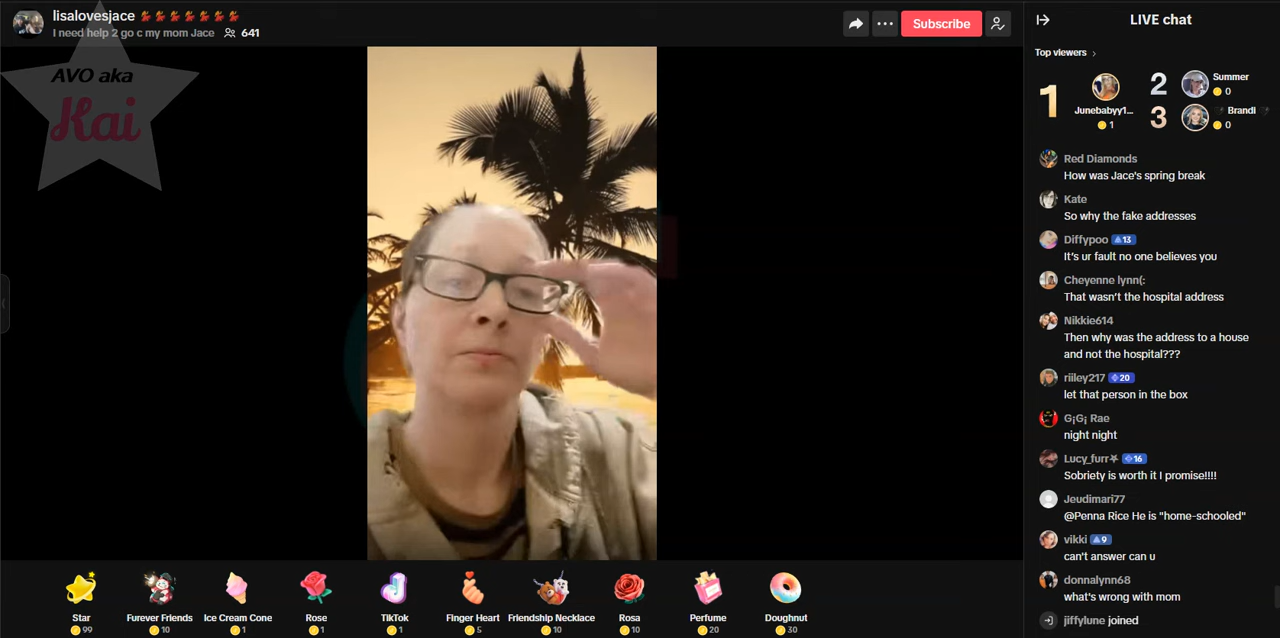 lisalovesjace
I need help 2 go c my mom Jace 641
Subscribe
AVO aka
Kai
LIVE chat
Top viewers
1
Junebabyy1...
1
2
Summer
0
3
Brandi
0
Red Diamonds
How was Jace's spring break
Kate
So why the fake addresses
Diffypoo 13
It's ur fault no one believes you
Cheyenne lynn(:
That wasn't the hospital address
Nikkie614
Then why was the address to a house
and not the hospital???
riiley217 20
let that person in the box
G¡G¡ Rae
night night
Lucy_furr⛧ 16
Sobriety is worth it I promise!!!!
Jeudimari77
@Penna Rice He is "home-schooled"
vikki 9
can't answer can u
donnalynn68
what's wrong with mom
jiffylune joined
Star
99
Furever Friends
10
Ice Cream Cone
1
Rose
1
TikTok
1
Finger Heart
5
Friendship Necklace
10
Rosa
10
Perfume
20
Doughnut
30